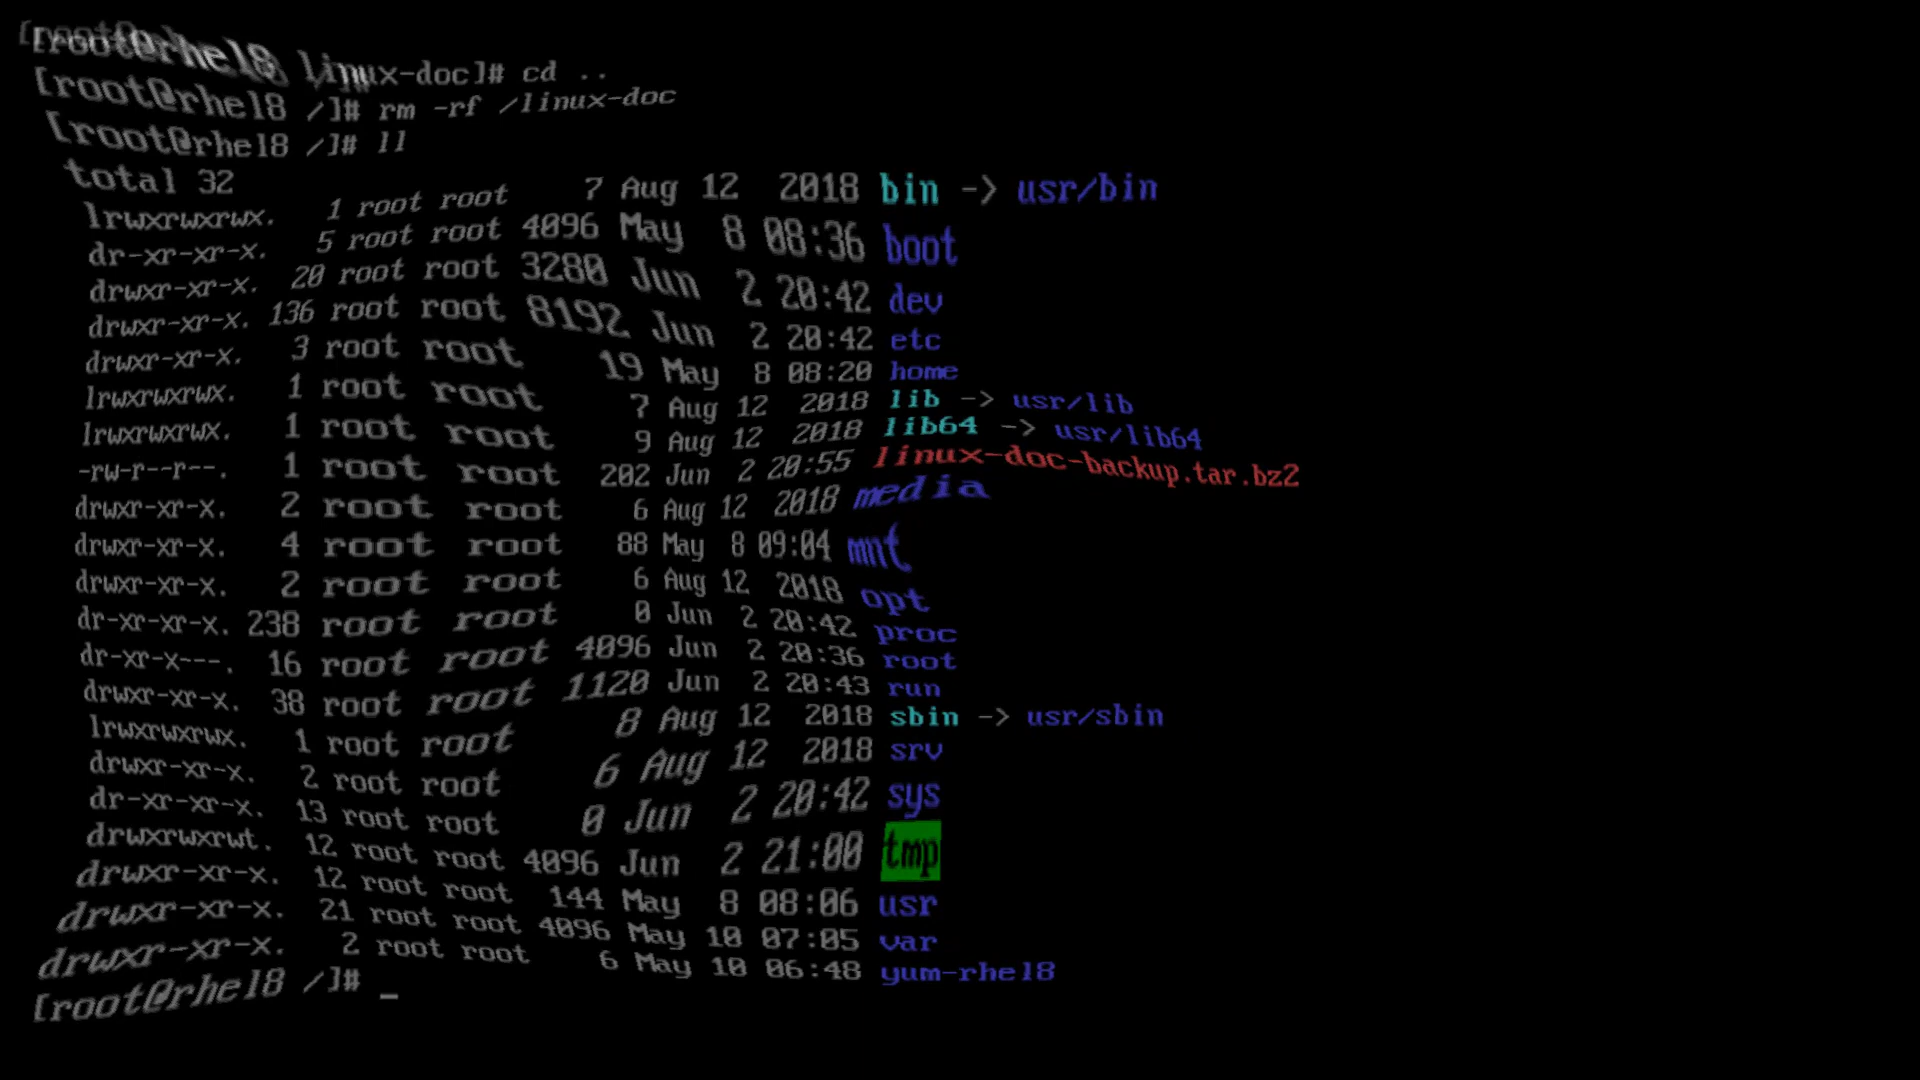 [root@rhel8 linux-doc]# cd ..
[root@rhel8 /]# rm -rf /linux-doc
[root@rhel8 /]# ll
total 32
lrwxrwxrwx.   1 root root    7 Aug 12  2018 bin -> usr/bin
dr-xr-xr-x.   5 root root 4096 May  8 08:36 boot
drwxr-xr-x.  20 root root 3280 Jun  2 20:42 dev
drwxr-xr-x. 136 root root 8192 Jun  2 20:42 etc
drwxr-xr-x.   3 root root   19 May  8 08:20 home
lrwxrwxrwx.   1 root root    7 Aug 12  2018 lib -> usr/lib
lrwxrwxrwx.   1 root root    9 Aug 12  2018 lib64 -> usr/lib64
-rw-r--r--.   1 root root  202 Jun  2 20:55 linux-doc-backup.tar.bz2
drwxr-xr-x.   2 root root    6 Aug 12  2018 media
drwxr-xr-x.   4 root root   88 May  8 09:04 mnt
drwxr-xr-x.   2 root root    6 Aug 12  2018 opt
dr-xr-xr-x. 238 root root    0 Jun  2 20:42 proc
dr-xr-x---.  16 root root 4096 Jun  2 20:36 root
drwxr-xr-x.  38 root root 1120 Jun  2 20:43 run
lrwxrwxrwx.   1 root root    8 Aug 12  2018 sbin -> usr/sbin
drwxr-xr-x.   2 root root    6 Aug 12  2018 srv
dr-xr-xr-x.  13 root root    0 Jun  2 20:42 sys
drwxrwxrwt.  12 root root 4096 Jun  2 21:00 tmp
drwxr-xr-x.  12 root root  144 May  8 08:06 usr
drwxr-xr-x.  21 root root 4096 May 10 07:05 var
drwxr-xr-x.   2 root root    6 May 10 06:48 yum-rhel8
[root@rhel8 /]# _